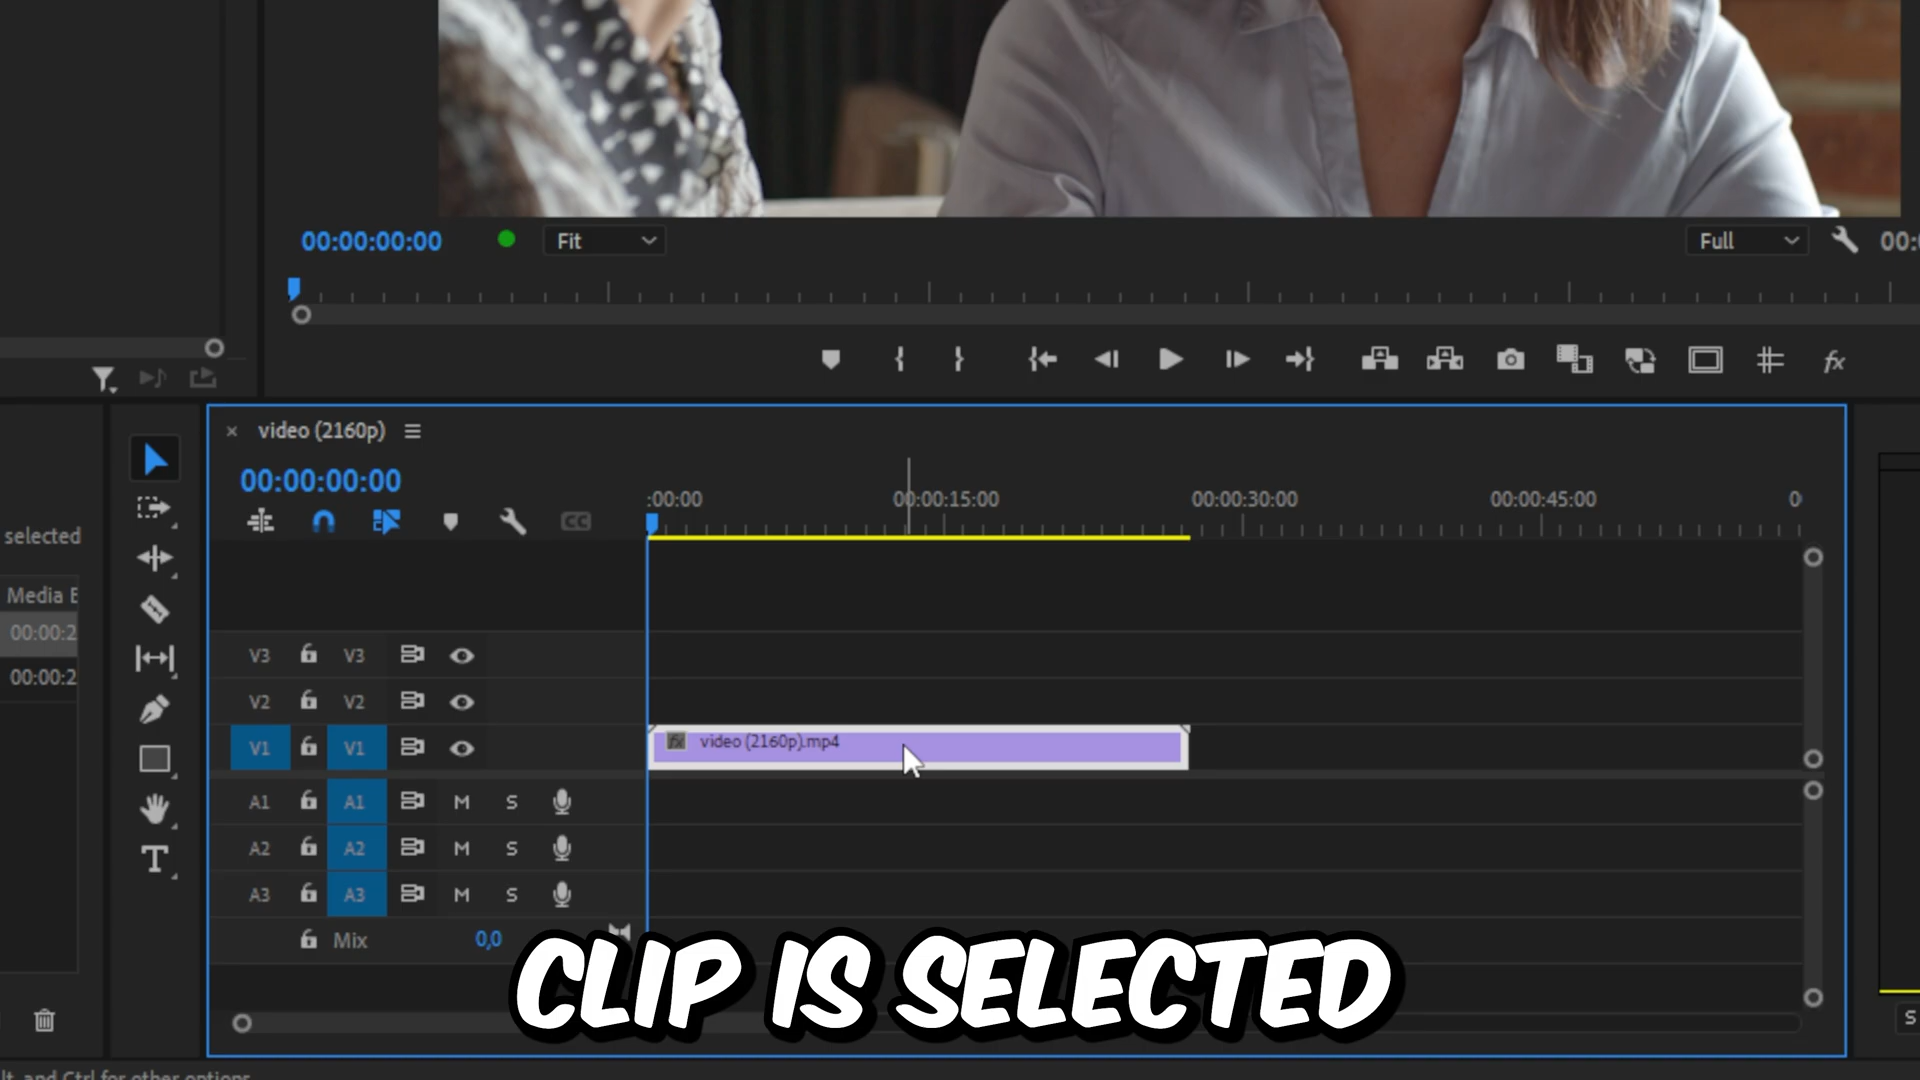 00:00:00:00
Fit
Full
00:
video (2160p)
00:00:00:00
:00:00
00:00:15:00
00:00:30:00
00:00:45:00
0
CC
selected
Media E
00:00:2
00:00:2
V3 V3
V2 V2
V1 V1
fx video (2160p).mp4
A1 A1 M S
A2 A2 M S
A3 A3 M S
Mix 0,0
CLIP IS SELECTED
S
lt, and Ctrl for other options.